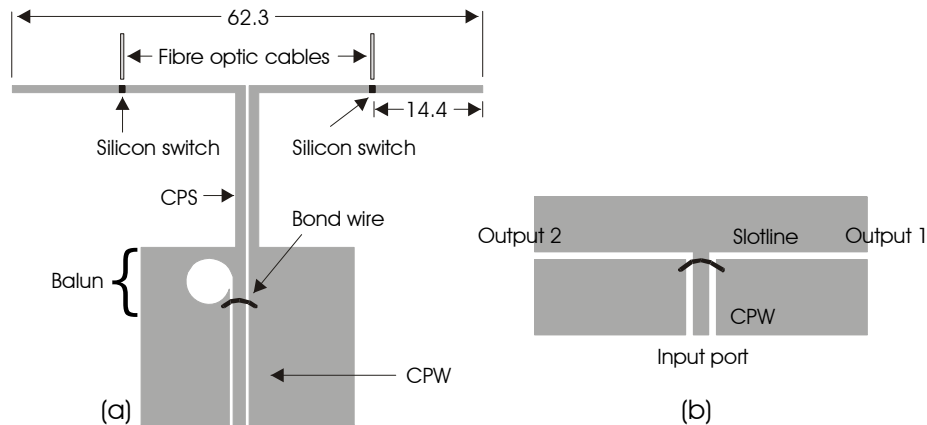 62.3
Fibre optic cables
14.4
Silicon switch
Silicon switch
CPS
Bond wire
Balun
CPW
(a)
Output 2
Slotline
Output 1
CPW
Input port
(b)